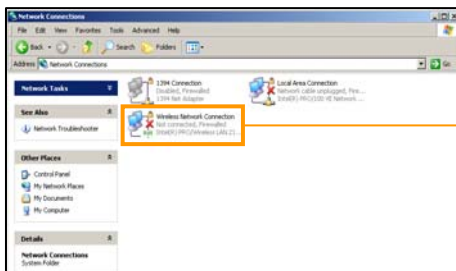 Network Connections
File Edit View Favorites Tools Advanced Help
Back Search Folders
Address Network Connections Go
Network Tasks
See Also
Network Troubleshooter
Other Places
Control Panel
My Network Places
My Documents
My Computer
Details
Network Connections
System Folder
1394 Connection
Disabled, Firewalled
1394 Net Adapter
Local Area Connection
Network cable unplugged, Fire...
Intel(R) PRO/100 VE Network ...
Wireless Network Connection
Not connected, Firewalled
Intel(R) PRO/Wireless LAN 21...